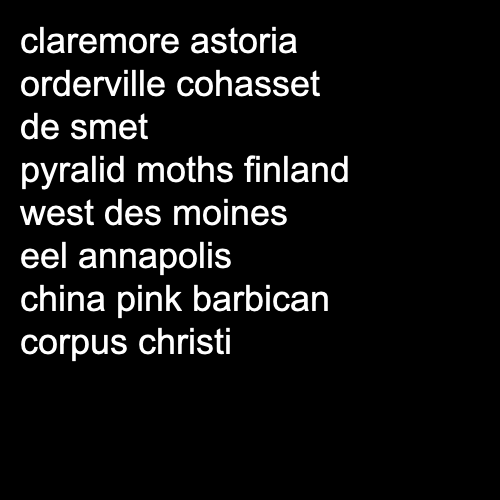 claremore astoria
orderville cohasset
de smet
pyralid moths finland
west des moines
eel annapolis
china pink barbican
corpus christi